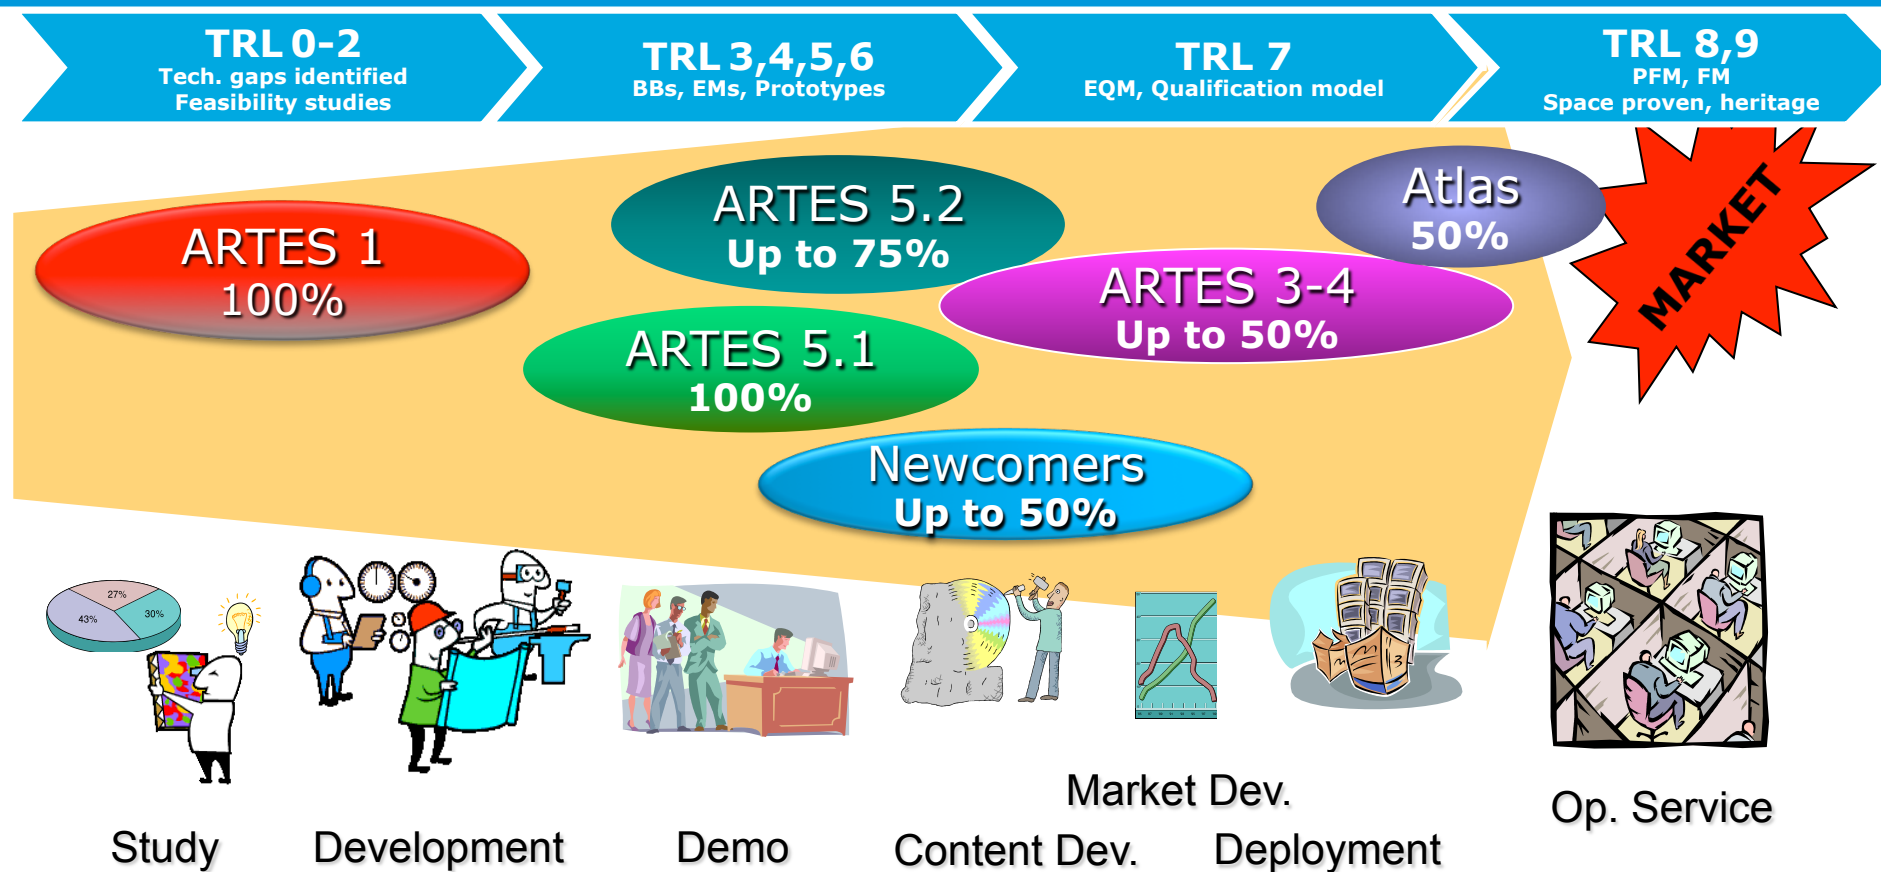 TRL 0-2
Tech. gaps identified
Feasibility studies
TRL 3,4,5,6
BBs, EMs, Prototypes
TRL 7
EQM, Qualification model
TRL 8,9
PFM, FM
Space proven, heritage
ARTES 1
100%
ARTES 5.2
Up to 75%
ARTES 5.1
100%
Newcomers
Up to 50%
ARTES 3-4
Up to 50%
Atlas
50%
MARKET
27%
43%
30%
3
Study
Development
Demo
Content Dev.
Market Dev.
Deployment
Op. Service